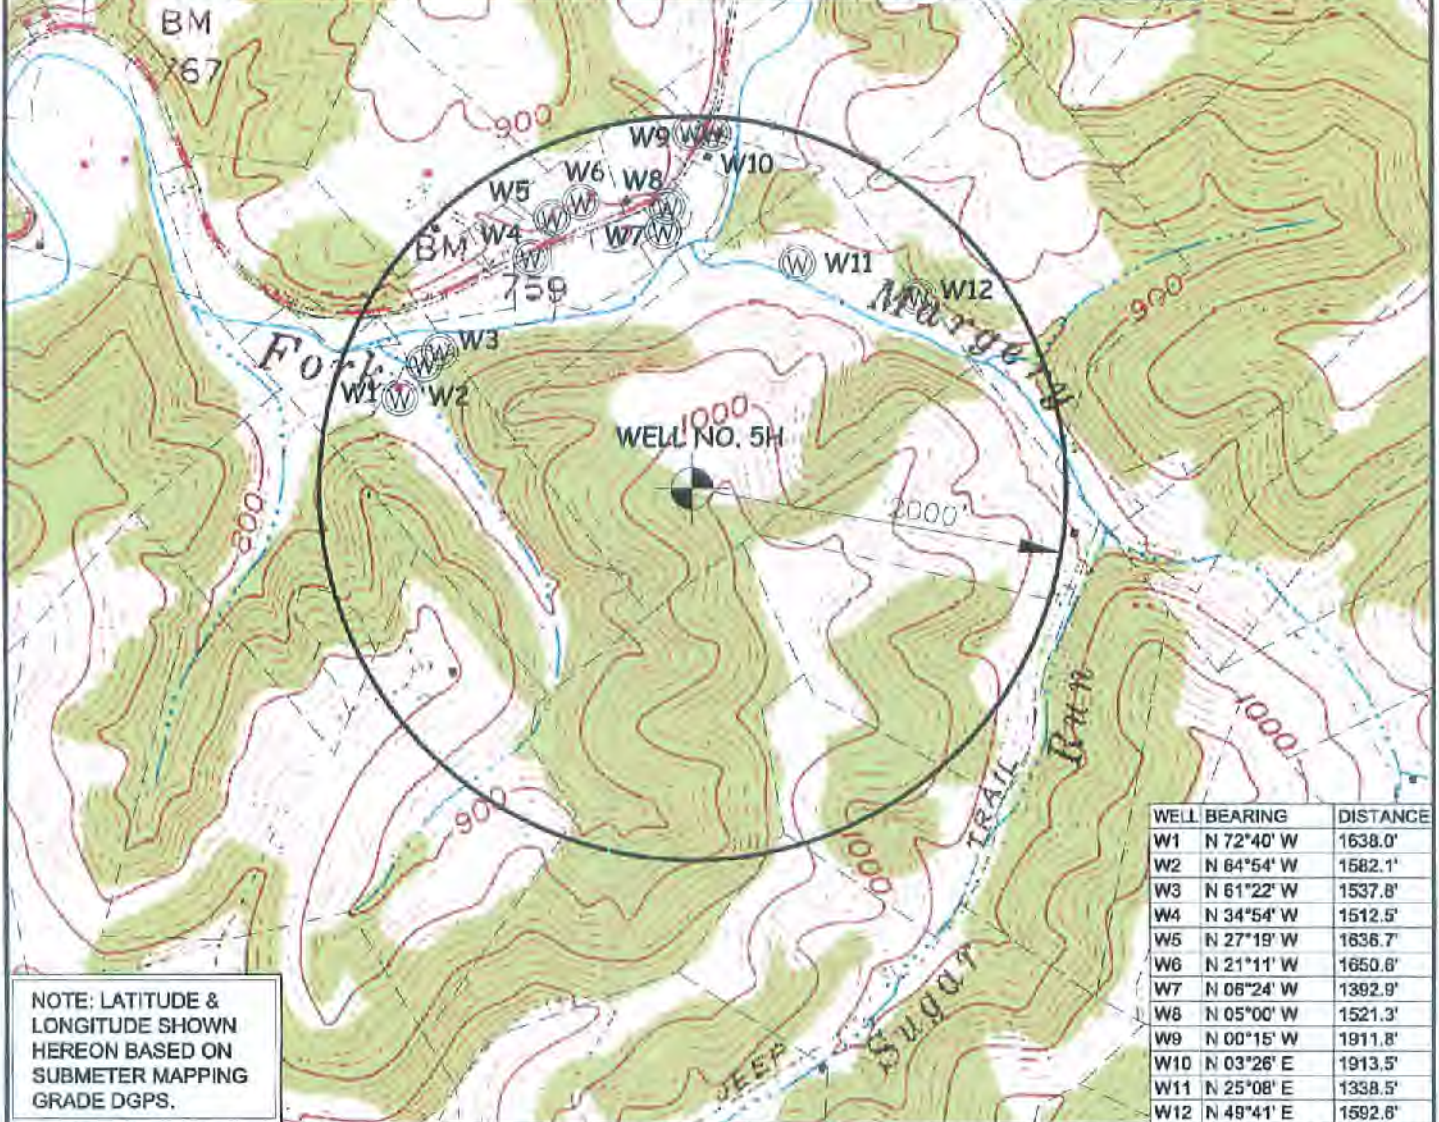 BM
767
900
W9
W
W
W10
W6
W5
W8
W
W
W
W
W4
W7
BM
W
759
W
W11
W
W12
Margery
Fork
W3
W
W
W1
W
W2
1000
WELL NO. 5H
2000'
900
800
Run
1000
TRAIL
900
1000
Sugar
JEEP
NOTE: LATITUDE &
LONGITUDE SHOWN
HEREON BASED ON
SUBMETER MAPPING
GRADE DGPS.
WELL BEARING DISTANCE
W1 N 72°40' W 1638.0'
W2 N 64°54' W 1582.1'
W3 N 61°22' W 1537.8'
W4 N 34°54' W 1512.5'
W5 N 27°19' W 1636.7'
W6 N 21°11' W 1650.6'
W7 N 06°24' W 1392.9'
W8 N 05°00' W 1521.3'
W9 N 00°15' W 1911.8'
W10 N 03°26' E 1913.5'
W11 N 25°08' E 1338.5'
W12 N 49°41' E 1592.6'